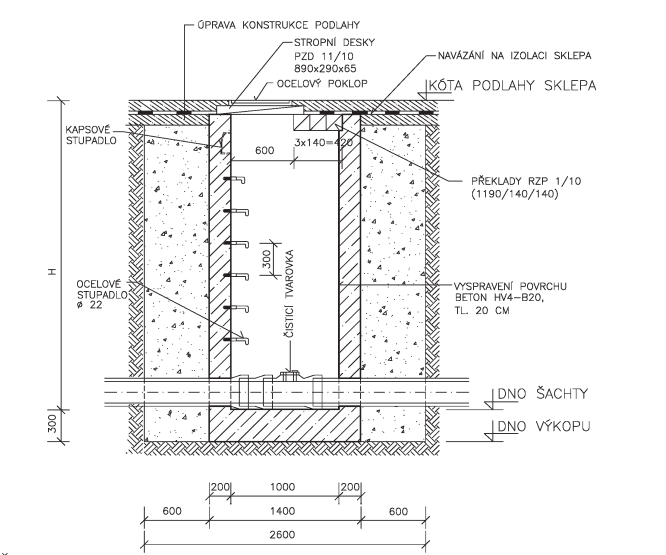 ÚPRAVA KONSTRUKCE PODLAHY
STROPNÍ DESKY
PZD 11/10
890x290x65
OCELOVÝ POKLOP
NAVÁZÁNÍ NA IZOLACI SKLEPA
KÓTA PODLAHY SKLEPA
KAPSOVÉ
STUPADLO
600
3x140=420
PŘEKLADY RZP 1/10
(1190/140/140)
H
300
ČISTICÍ TVAROVKA
OCELOVÉ
STUPADLO
ø 22
VYSPRAVENÍ POVRCHU
BETON HV4-B20,
TL. 20 CM
DNO ŠACHTY
300
DNO VÝKOPU
200
1000
200
600
1400
600
2600